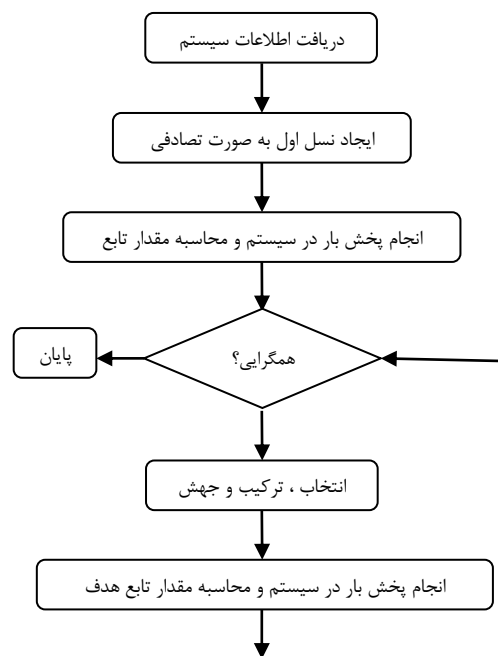 دریافت اطلاعات سیستم
ایجاد نسل اول به صورت تصادفی
انجام پخش بار در سیستم و محاسبه مقدار تابع
همگرایی؟
پایان
انتخاب ، ترکیب و جهش
انجام پخش بار در سیستم و محاسبه مقدار تابع هدف